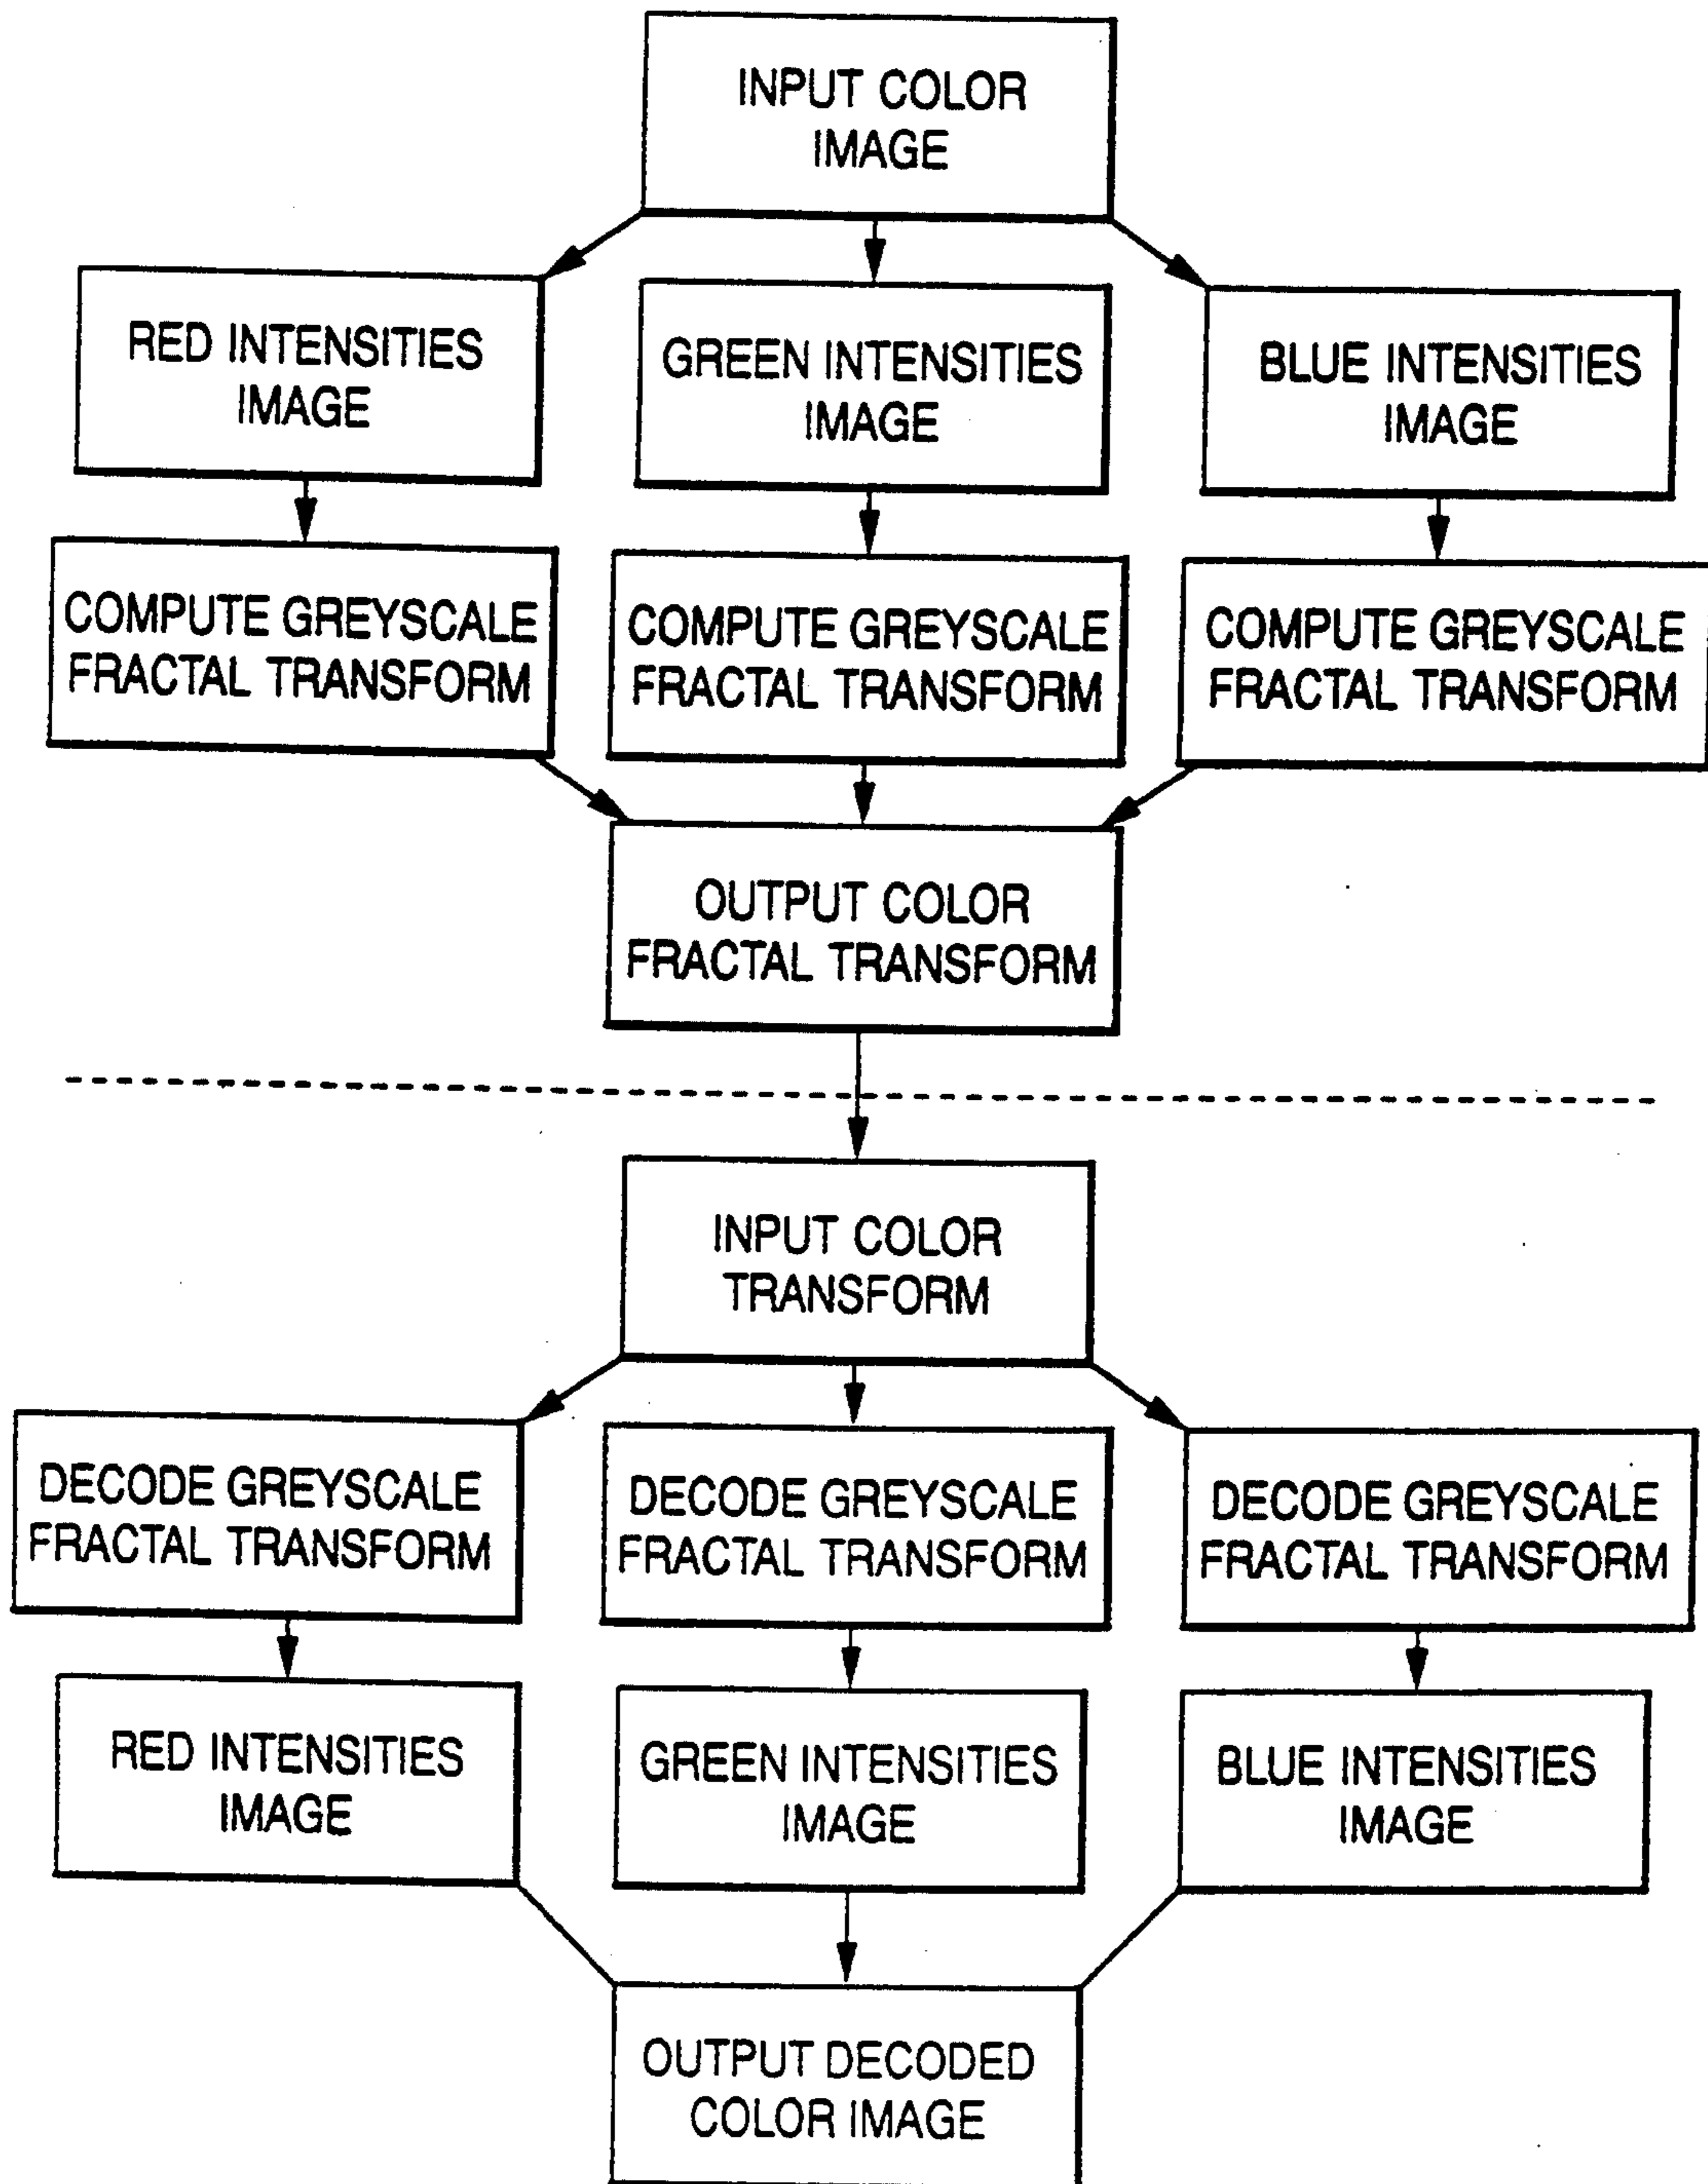 INPUT COLOR
IMAGE
RED INTENSITIES
IMAGE
GREEN INTENSITIES
IMAGE
BLUE INTENSITIES
IMAGE
COMPUTE GREYSCALE
FRACTAL TRANSFORM
COMPUTE GREYSCALE
FRACTAL TRANSFORM
COMPUTE GREYSCALE
FRACTAL TRANSFORM
OUTPUT COLOR
FRACTAL TRANSFORM
INPUT COLOR
TRANSFORM
DECODE GREYSCALE
FRACTAL TRANSFORM
DECODE GREYSCALE
FRACTAL TRANSFORM
DECODE GREYSCALE
FRACTAL TRANSFORM
RED INTENSITIES
IMAGE
GREEN INTENSITIES
IMAGE
BLUE INTENSITIES
IMAGE
OUTPUT DECODED
COLOR IMAGE